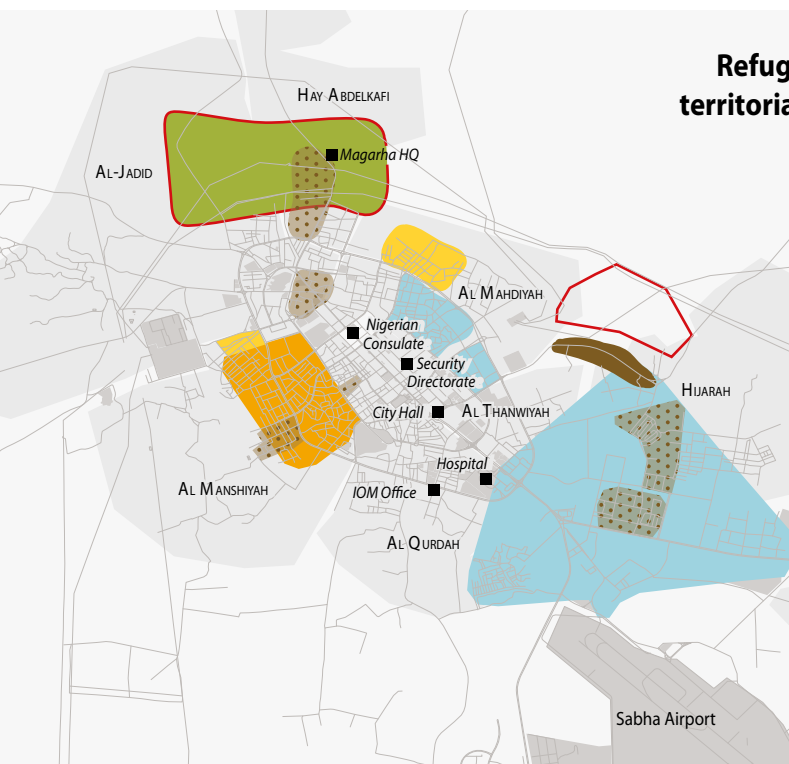 Refug
territoria
Hay Abdelkafi
Magarha HQ
Al-Jadid
Al Mahdiyah
Nigerian
Consulate
Security
Directorate
Hijarah
City Hall
Al Thanwiyah
Hospital
Al Manshiyah
IOM Office
Al Qurdah
Sabha Airport